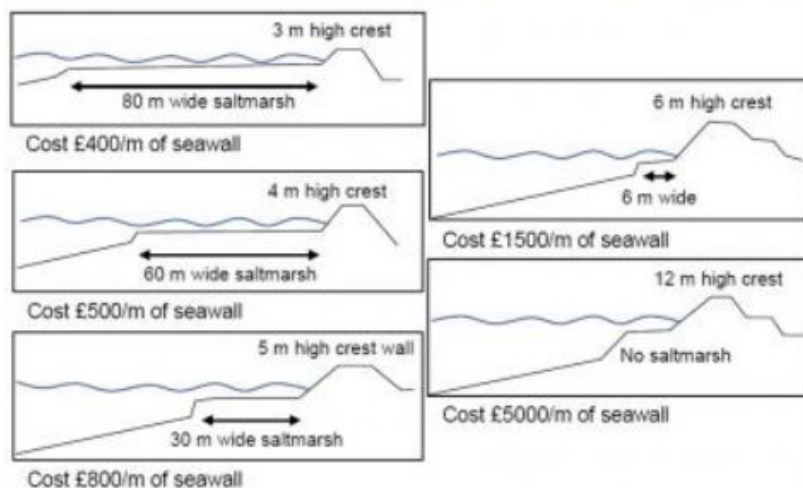 3 m high crest
80 m wide saltmarsh
Cost £400/m of seawall
4 m high crest
60 m wide saltmarsh
Cost £500/m of seawall
5 m high crest wall
30 m wide saltmarsh
Cost £800/m of seawall
6 m high crest
6 m wide
Cost £1500/m of seawall
12 m high crest
No saltmarsh
Cost £5000/m of seawall